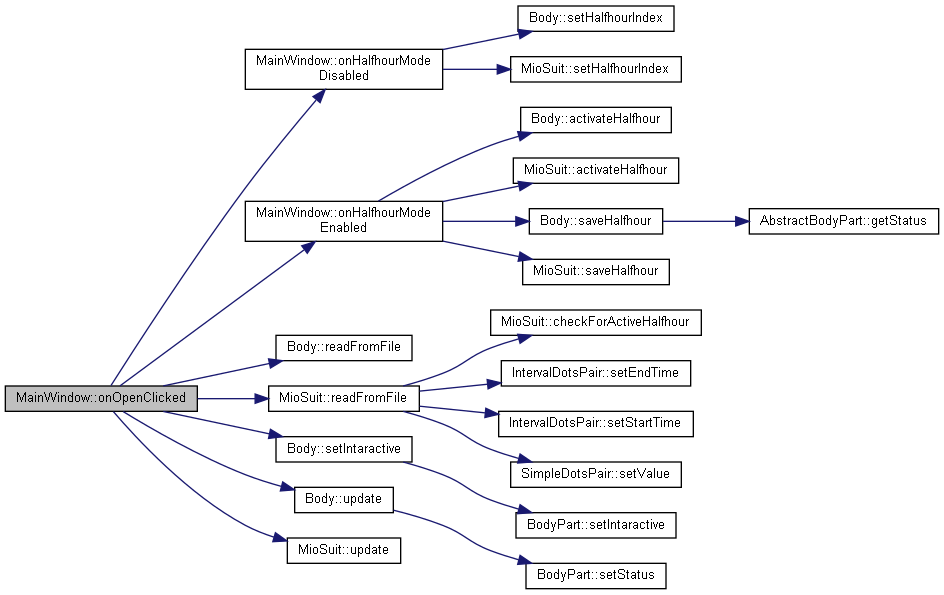 Body::setHalfhourIndex
MainWindow::onHalfhourMode
Disabled
MioSuit::setHalfhourIndex
Body::activateHalfhour
MioSuit::activateHalfhour
MainWindow::onHalfhourMode
Enabled
Body::saveHalfhour
AbstractBodyPart::getStatus
MioSuit::saveHalfhour
MioSuit::checkForActiveHalfhour
Body::readFromFile
IntervalDotsPair::setEndTime
MainWindow::onOpenClicked
MioSuit::readFromFile
IntervalDotsPair::setStartTime
Body::setIntaractive
SimpleDotsPair::setValue
Body::update
BodyPart::setIntaractive
MioSuit::update
BodyPart::setStatus